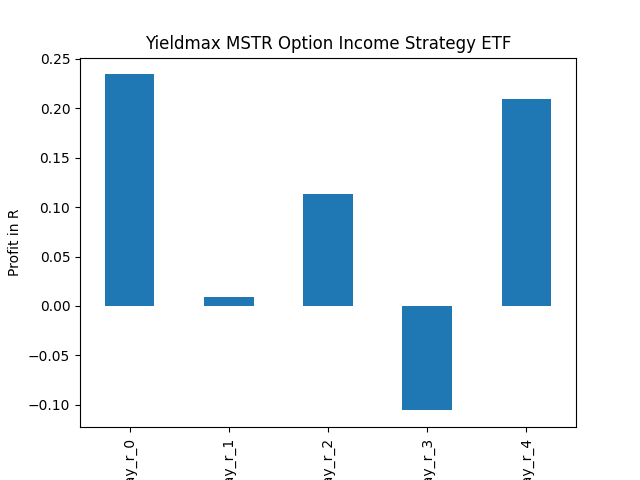 Yieldmax MSTR Option Income Strategy ETF
Profit in R
0.25
0.20
0.15
0.10
0.05
0.00
−0.05
−0.10
ay_r_0
ay_r_1
ay_r_2
ay_r_3
ay_r_4